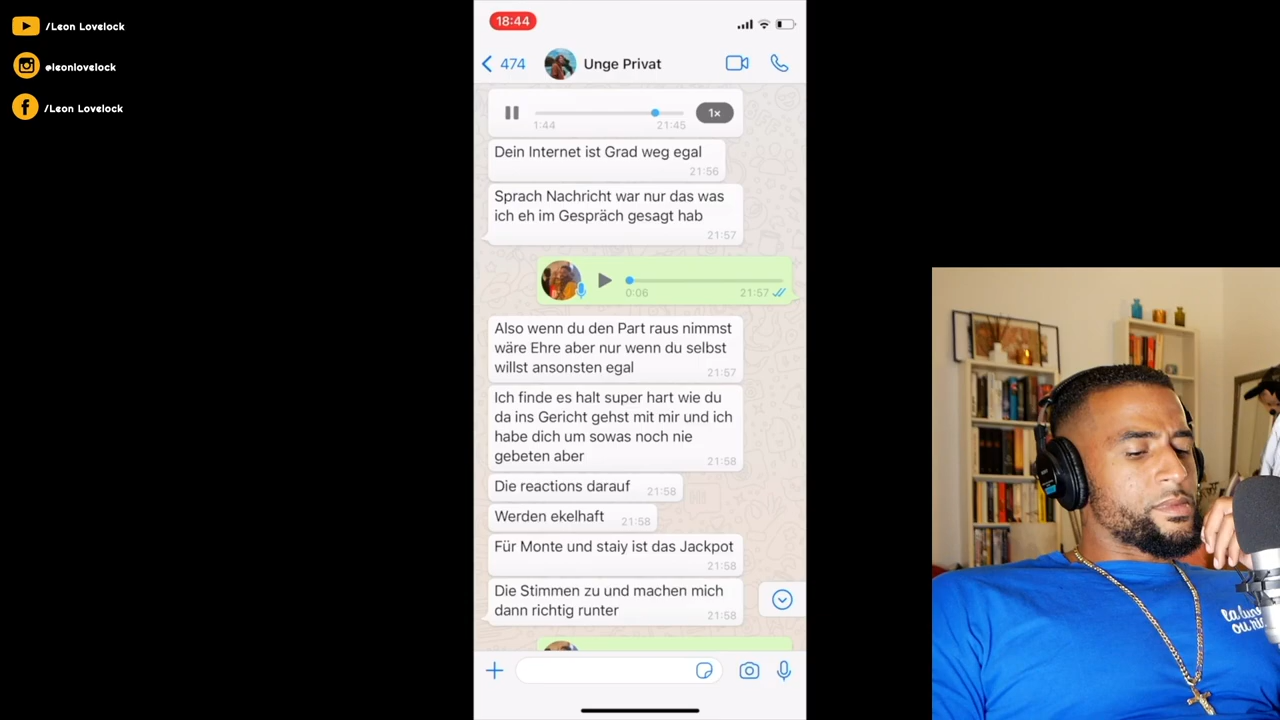 /Leon Lovelock
@leonlovelock
/Leon Lovelock
18:44
474
Unge Privat
1:44
21:45
1x
Dein Internet ist Grad weg egal
21:56
Sprach Nachricht war nur das was
ich eh im Gespräch gesagt hab
21:57
0:06
21:57
Also wenn du den Part raus nimmst
wäre Ehre aber nur wenn du selbst
willst ansonsten egal
21:57
Ich finde es halt super hart wie du
da ins Gericht gehst mit mir und ich
habe dich um sowas noch nie
gebeten aber
21:58
Die reactions darauf
21:58
Werden ekelhaft
21:58
Für Monte und staiy ist das Jackpot
21:58
Die Stimmen zu und machen mich
dann richtig runter
21:58